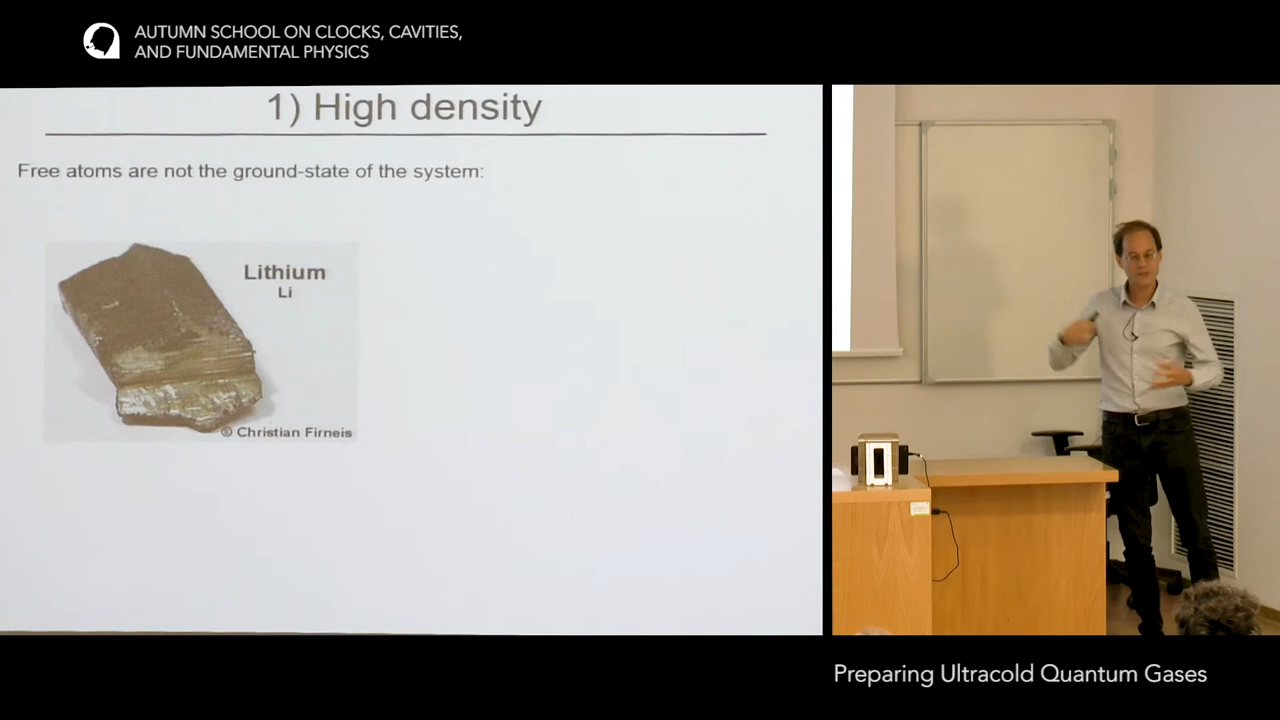 AUTUMN SCHOOL ON CLOCKS, CAVITIES,
AND FUNDAMENTAL PHYSICS
1) High density
Free atoms are not the ground-state of the system:
Lithium
Li
© Christian Firneis
Preparing Ultracold Quantum Gases